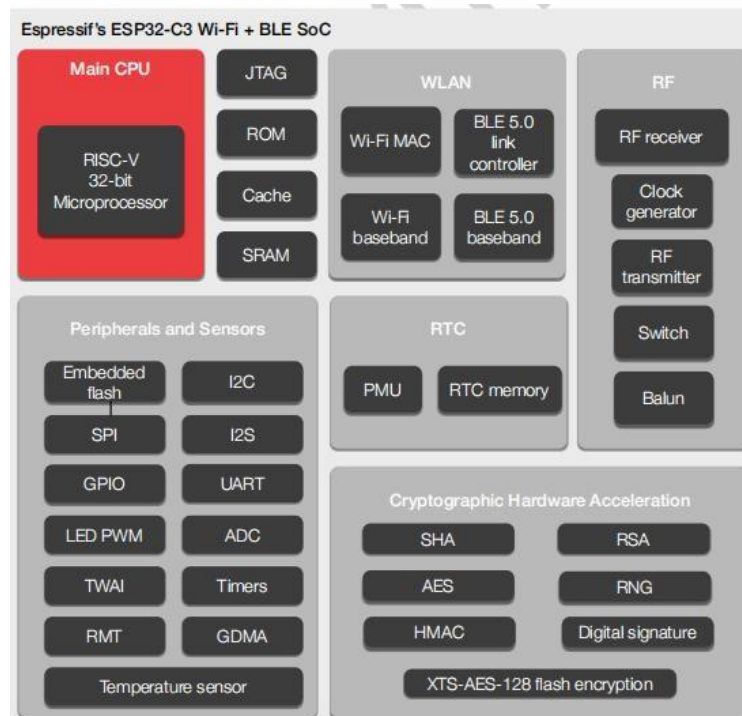 Espressif's ESP32-C3 Wi-Fi + BLE SoC
Main CPU
RISC-V
32-bit
Microprocessor
JTAG
ROM
Cache
SRAM
WLAN
Wi-Fi MAC
BLE 5.0
link
controller
Wi-Fi
baseband
BLE 5.0
baseband
RF
RF receiver
Clock
generator
RF
transmitter
Switch
Balun
Peripherals and Sensors
Embedded
flash
I2C
SPI
I2S
GPIO
UART
LED PWM
ADC
TWAI
Timers
RMT
GDMA
Temperature sensor
RTC
PMU
RTC memory
Cryptographic Hardware Acceleration
SHA
RSA
AES
RNG
HMAC
Digital signature
XTS-AES-128 flash encryption